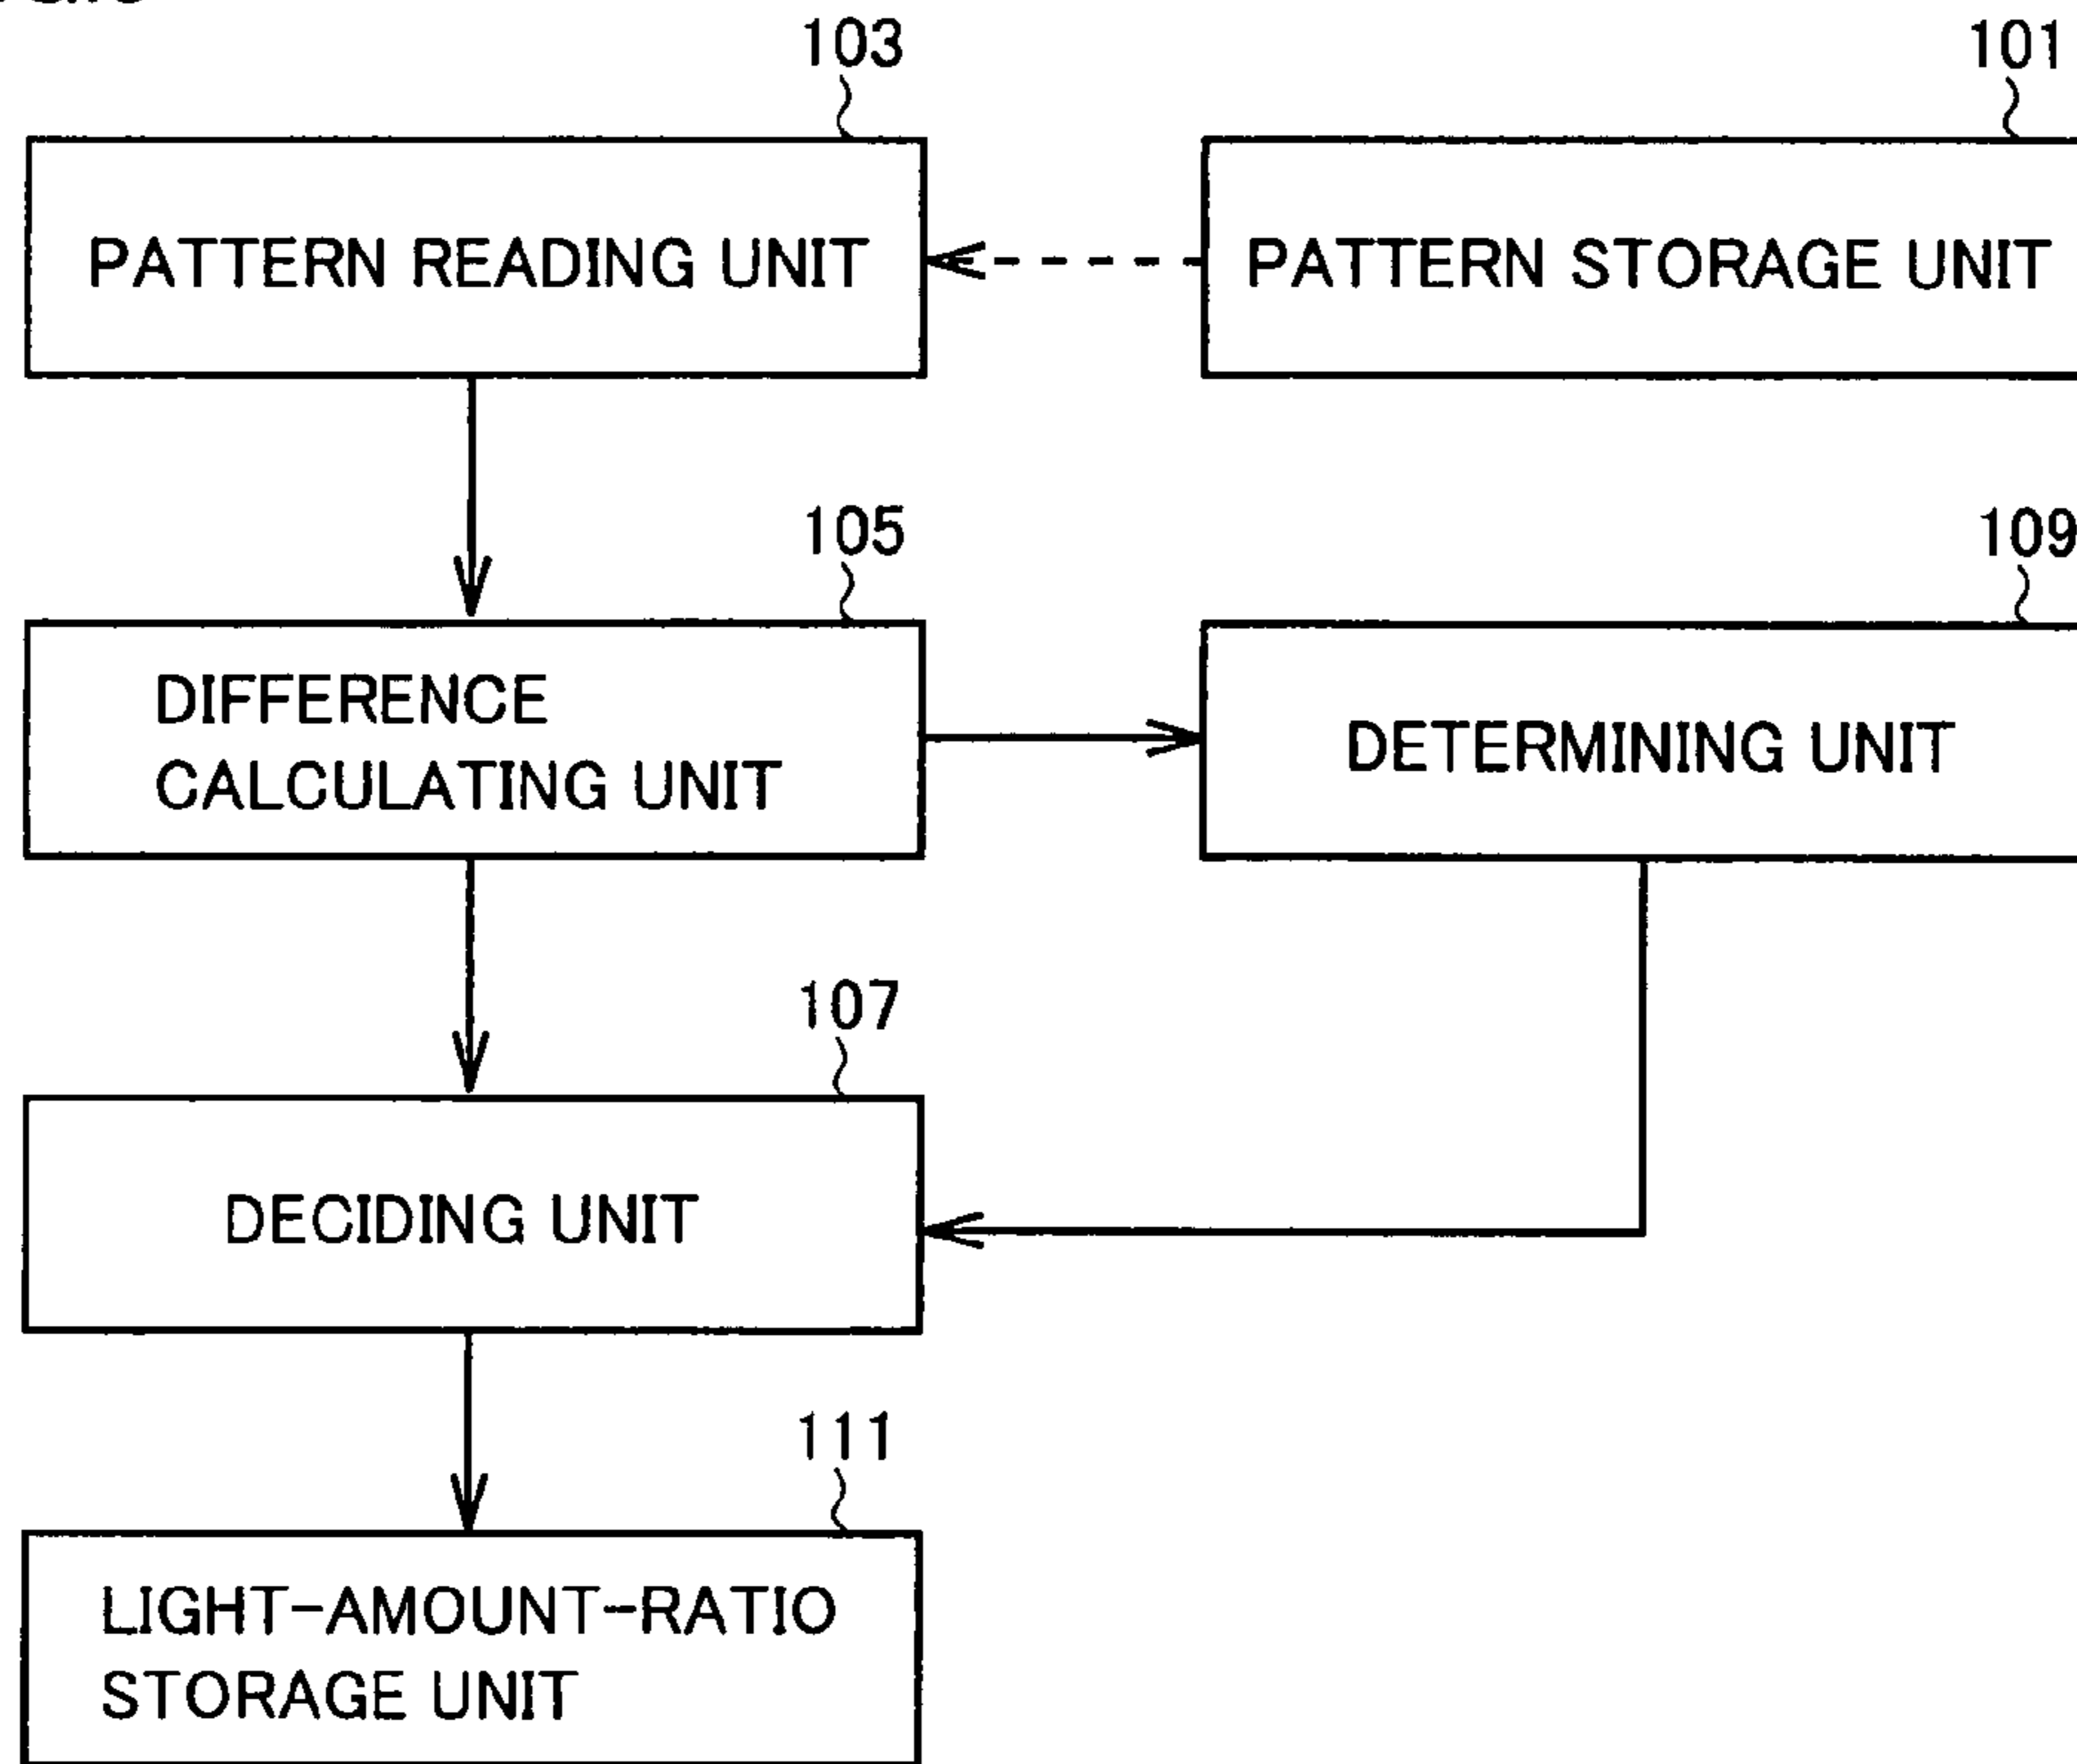 103
101
PATTERN READING UNIT
PATTERN STORAGE UNIT
105
109
DIFFERENCE
CALCULATING UNIT
DETERMINING UNIT
107
DECIDING UNIT
111
LIGHT-AMOUNT-RATIO
STORAGE UNIT